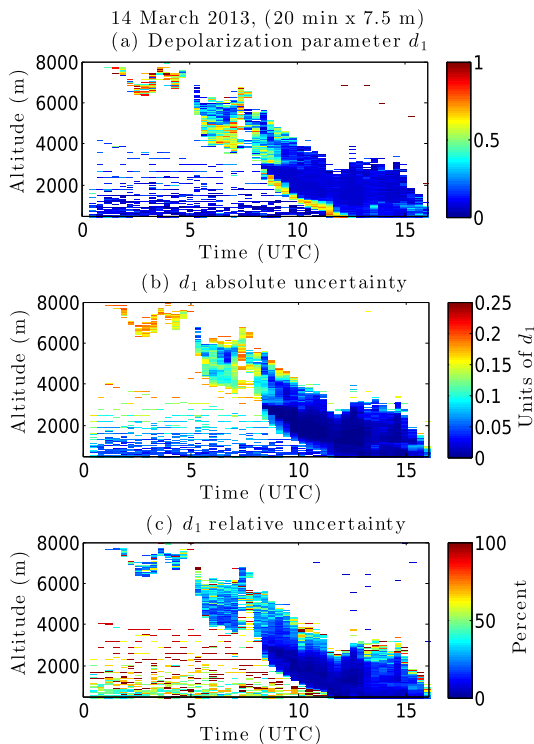 14 March 2013, (20 min x 7.5 m)
(a) Depolarization parameter d₁
8000
6000
4000
2000
Altitude (m)
0 5 10 15
Time (UTC)
1
0.5
0
(b) d₁ absolute uncertainty
8000
6000
4000
2000
Altitude (m)
0 5 10 15
Time (UTC)
0.25
0.2
0.15
0.1
0.05
0
Units of d₁
(c) d₁ relative uncertainty
8000
6000
4000
2000
Altitude (m)
0 5 10 15
Time (UTC)
100
50
0
Percent